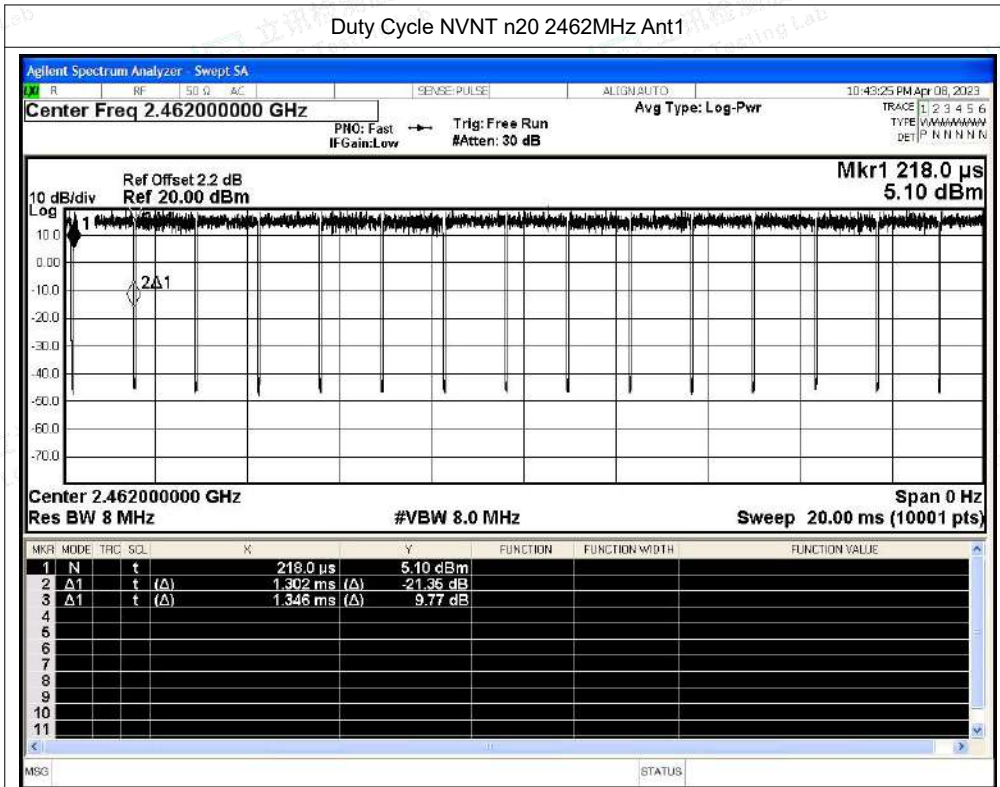 Duty Cycle NVNT n20 2462MHz Ant1
Agilent Spectrum Analyzer - Swept SA
LXI R RF 50 Ω AC SENSE:PULSE ALIGN AUTO 10:43:25 PM Apr 08, 2023
Center Freq 2.462000000 GHz Avg Type: Log-Pwr TRACE 1 2 3 4 5 6
PNO: Fast Trig: Free Run TYPE WWWWWWW
IFGain:Low #Atten: 30 dB DET P N N N N N
Mkr1 218.0 µs
5.10 dBm
Ref Offset 2.2 dB
10 dB/div Ref 20.00 dBm
Log
1
10.0
0.00
2Δ1
-10.0
-20.0
-30.0
-40.0
-50.0
-60.0
-70.0
Center 2.462000000 GHz Span 0 Hz
Res BW 8 MHz #VBW 8.0 MHz Sweep 20.00 ms (10001 pts)
MKR MODE TRC SCL X Y FUNCTION FUNCTION WIDTH FUNCTION VALUE
1 N t 218.0 µs 5.10 dBm
2 Δ1 t (Δ) 1.302 ms (Δ) -21.35 dB
3 Δ1 t (Δ) 1.346 ms (Δ) 9.77 dB
4
5
6
7
8
9
10
11
MSG STATUS